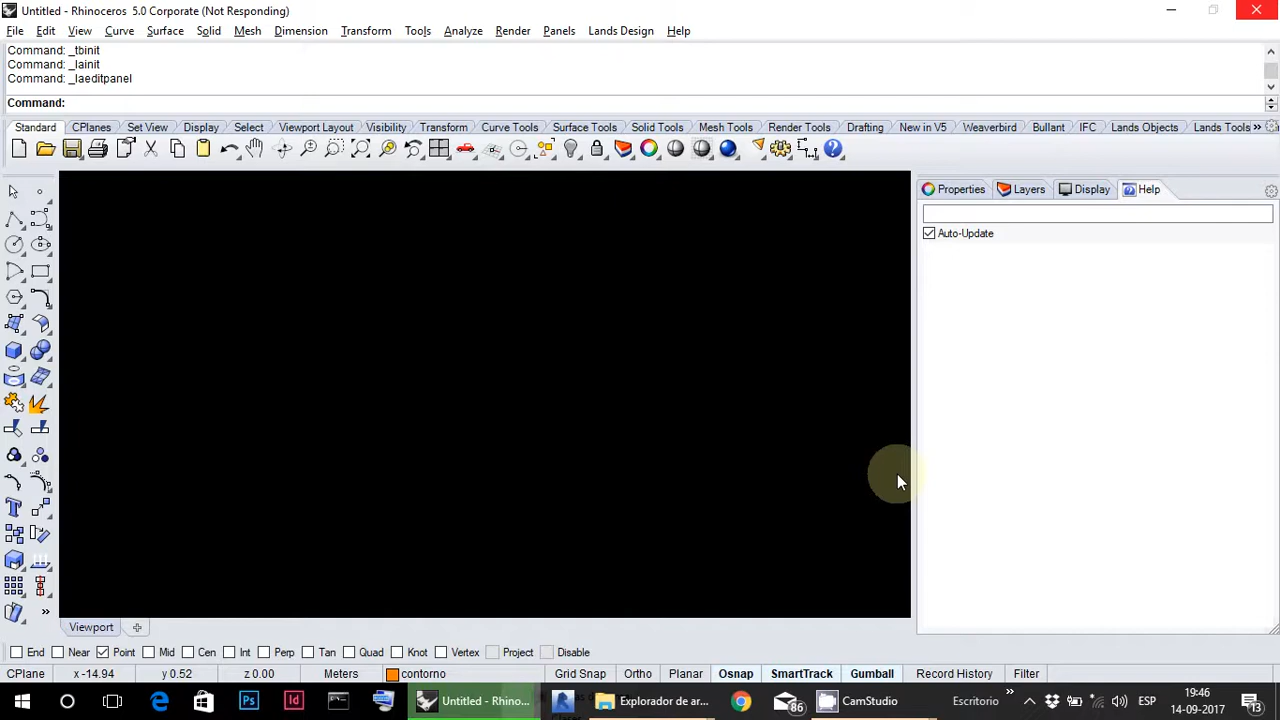 Untitled - Rhinoceros 5.0 Corporate (Not Responding)
File Edit View Curve Surface Solid Mesh Dimension Transform Tools Analyze Render Panels Lands Design Help
Command: _tbinit
Command: _lainit
Command: _laeditpanel
Command:
Standard CPlanes Set View Display Select Viewport Layout Visibility Transform Curve Tools Surface Tools Solid Tools Mesh Tools Render Tools Drafting New in V5 Weaverbird Bullant IFC Lands Objects Lands Tools
Properties Layers Display Help
Auto-Update
Viewport
End Near Point Mid Cen Int Perp Tan Quad Knot Vertex Project Disable
CPlane x -14.94 y 0.52 z 0.00 Meters contorno Grid Snap Ortho Planar Osnap SmartTrack Gumball Record History Filter
Untitled - Rhino... Explorador de ar... 86 CamStudio Escritorio ESP 19:46
14-09-2017 13